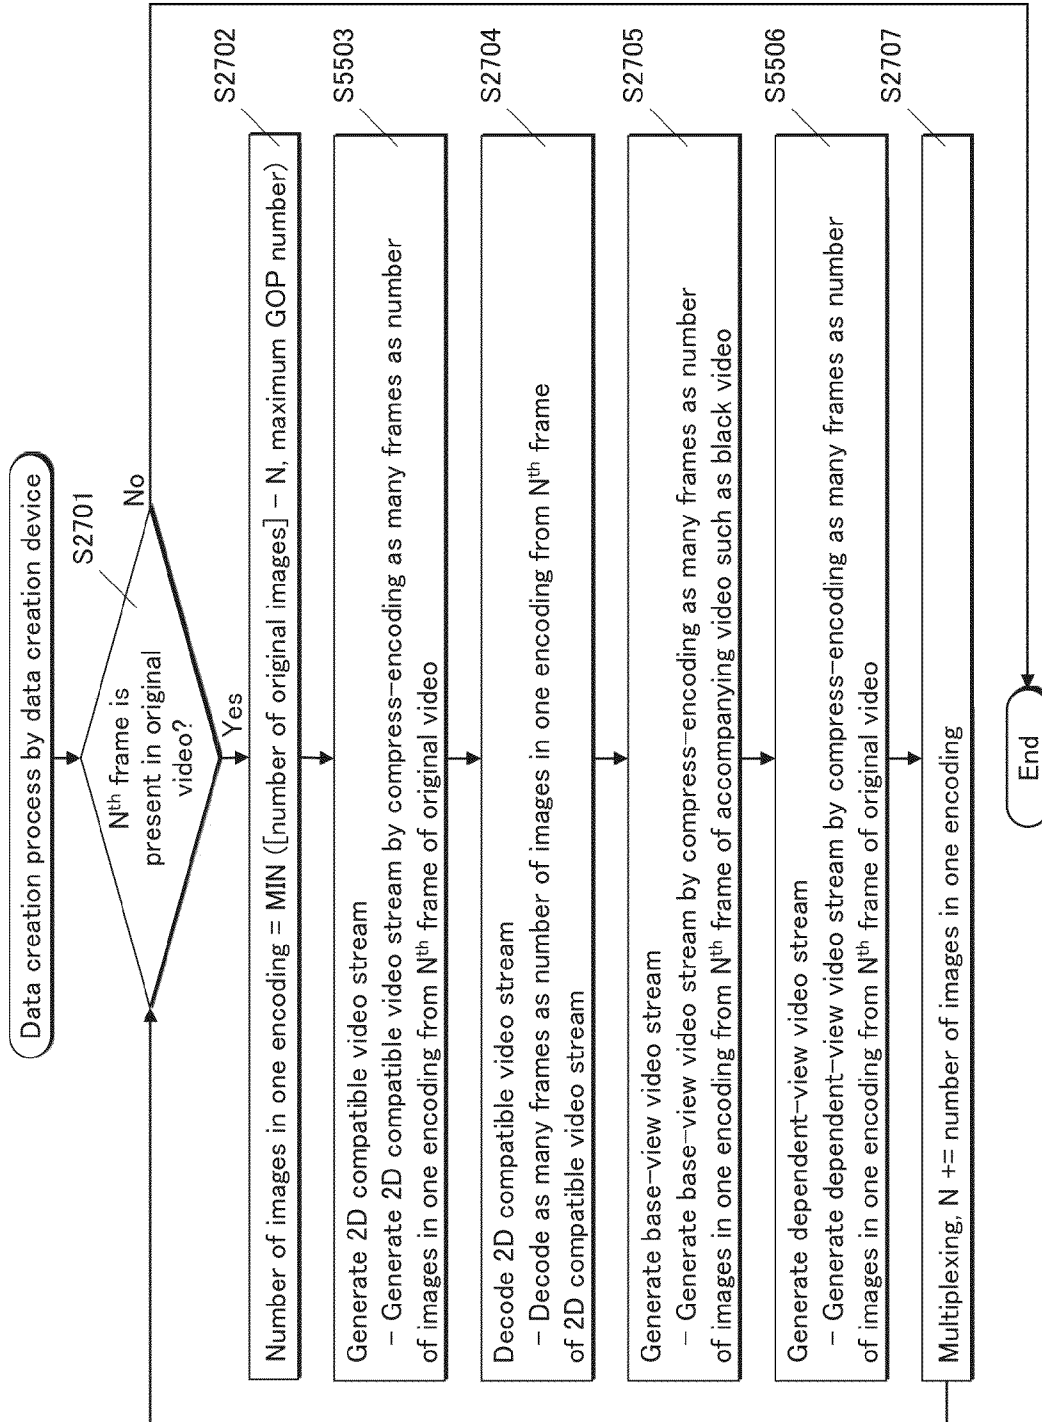 Data creation process by data creation device
S2701
Nth frame is
present in original
video?
No
Yes
S2702
Number of images in one encoding = MIN ([number of original images] − N, maximum GOP number)
S5503
Generate 2D compatible video stream
− Generate 2D compatible video stream by compress−encoding as many frames as number
of images in one encoding from Nth frame of original video
S2704
Decode 2D compatible video stream
− Decode as many frames as number of images in one encoding from Nth frame
of 2D compatible video stream
S2705
Generate base−view video stream
− Generate base−view video stream by compress−encoding as many frames as number
of images in one encoding from Nth frame of accompanying video such as black video
S5506
Generate dependent−view video stream
− Generate dependent−view video stream by compress−encoding as many frames as number
of images in one encoding from Nth frame of original video
S2707
Multiplexing, N += number of images in one encoding
End